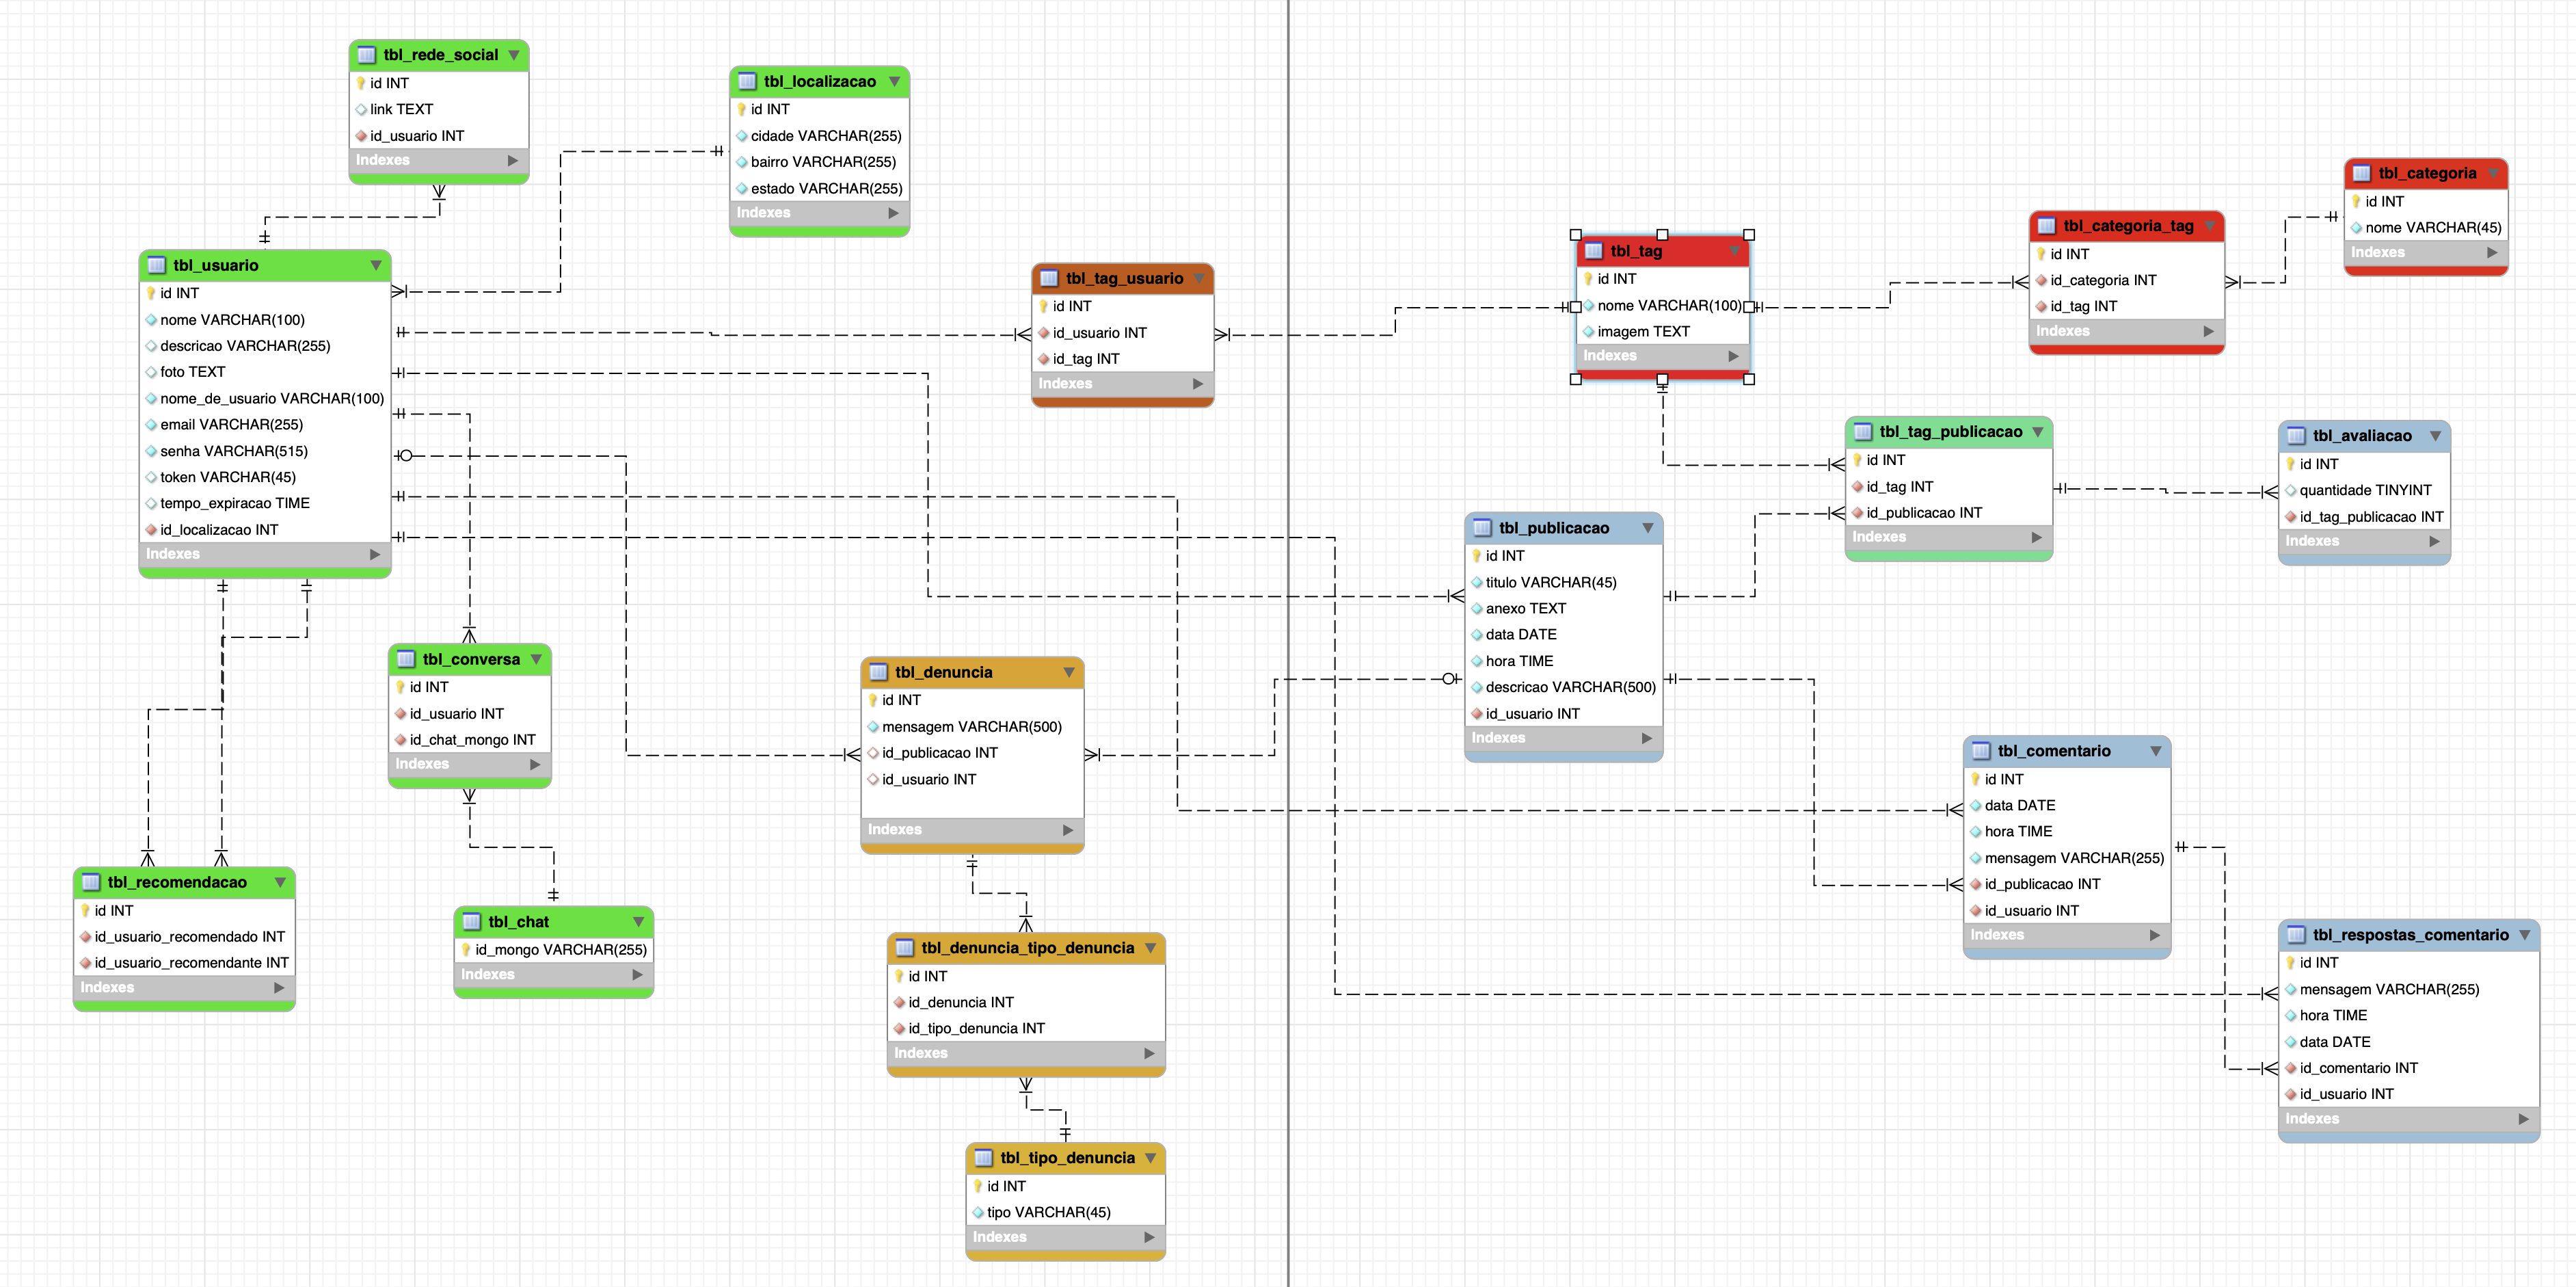 tbl_rede_social
id INT
link TEXT
id_usuario INT
Indexes
tbl_localizacao
id INT
cidade VARCHAR(255)
bairro VARCHAR(255)
estado VARCHAR(255)
Indexes
tbl_usuario
id INT
nome VARCHAR(100)
descricao VARCHAR(255)
foto TEXT
nome_de_usuario VARCHAR(100)
email VARCHAR(255)
senha VARCHAR(515)
token VARCHAR(45)
tempo_expiracao TIME
id_localizacao INT
Indexes
tbl_tag_usuario
id INT
id_usuario INT
id_tag INT
Indexes
tbl_conversa
id INT
id_usuario INT
id_chat_mongo INT
Indexes
tbl_denuncia
id INT
mensagem VARCHAR(500)
id_publicacao INT
id_usuario INT
Indexes
tbl_recomendacao
id INT
id_usuario_recomendado INT
id_usuario_recomendante INT
Indexes
tbl_chat
id_mongo VARCHAR(255)
Indexes
tbl_denuncia_tipo_denuncia
id INT
id_denuncia INT
id_tipo_denuncia INT
Indexes
tbl_tipo_denuncia
id INT
tipo VARCHAR(45)
Indexes
tbl_tag
id INT
nome VARCHAR(100)
imagem TEXT
Indexes
tbl_categoria_tag
id INT
id_categoria INT
id_tag INT
Indexes
tbl_categoria
id INT
nome VARCHAR(45)
Indexes
tbl_tag_publicacao
id INT
id_tag INT
id_publicacao INT
Indexes
tbl_avaliacao
id INT
quantidade TINYINT
id_tag_publicacao INT
Indexes
tbl_publicacao
id INT
titulo VARCHAR(45)
anexo TEXT
data DATE
hora TIME
descricao VARCHAR(500)
id_usuario INT
Indexes
tbl_comentario
id INT
data DATE
hora TIME
mensagem VARCHAR(255)
id_publicacao INT
id_usuario INT
Indexes
tbl_respostas_comentario
id INT
mensagem VARCHAR(255)
hora TIME
data DATE
id_comentario INT
id_usuario INT
Indexes